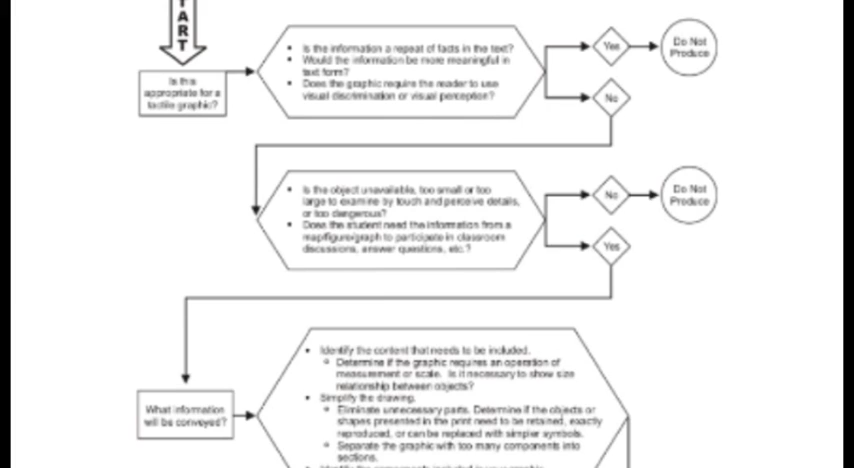 START
Is this
appropriate for a
tactile graphic?
• Is the information a repeat of facts in the text?
• Would the information be more meaningful in
text form?
• Does the graphic require the reader to use
visual discrimination or visual perception?
Yes
Do Not
Produce
No
• Is the object unavailable, too small or too
large to examine by touch and perceive details,
or too dangerous?
• Does the student need the information from a
map/figure/graph to participate in classroom
discussions, answer questions, etc.?
No
Do Not
Produce
Yes
What information
will be conveyed?
• Identify the content that needs to be included.
o Determine if the graphic requires an operation of
measurement or scale. Is it necessary to show size
relationship between objects?
• Simplify the drawing.
o Eliminate unnecessary parts. Determine if the objects or
shapes presented in the print need to be retained, exactly
reproduced, or can be replaced with simpler symbols.
o Separate the graphic with too many components into
sections.